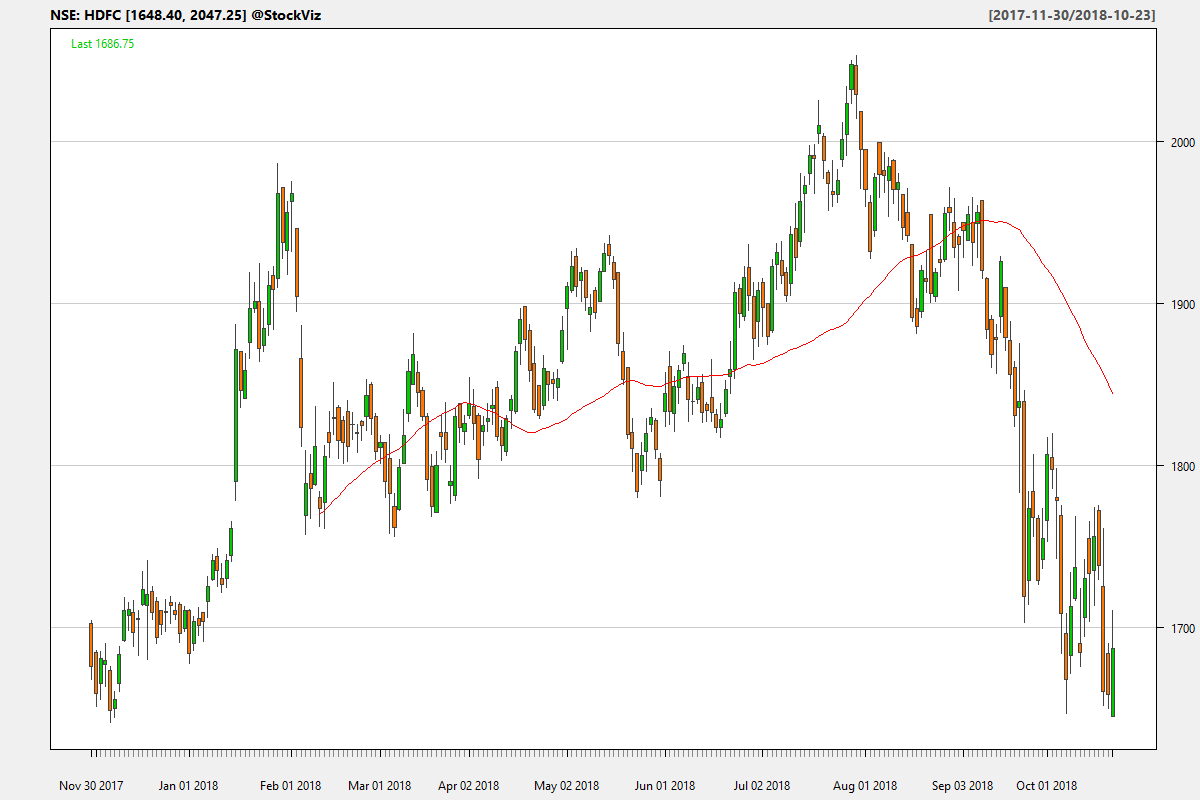 NSE: HDFC [1648.40, 2047.25] @StockViz [2017-11-30/2018-10-23]
Last 1686.75
2000
1900
1800
1700
Nov 30 2017 Jan 01 2018 Feb 01 2018 Mar 01 2018 Apr 02 2018 May 02 2018 Jun 01 2018 Jul 02 2018 Aug 01 2018 Sep 03 2018 Oct 01 2018